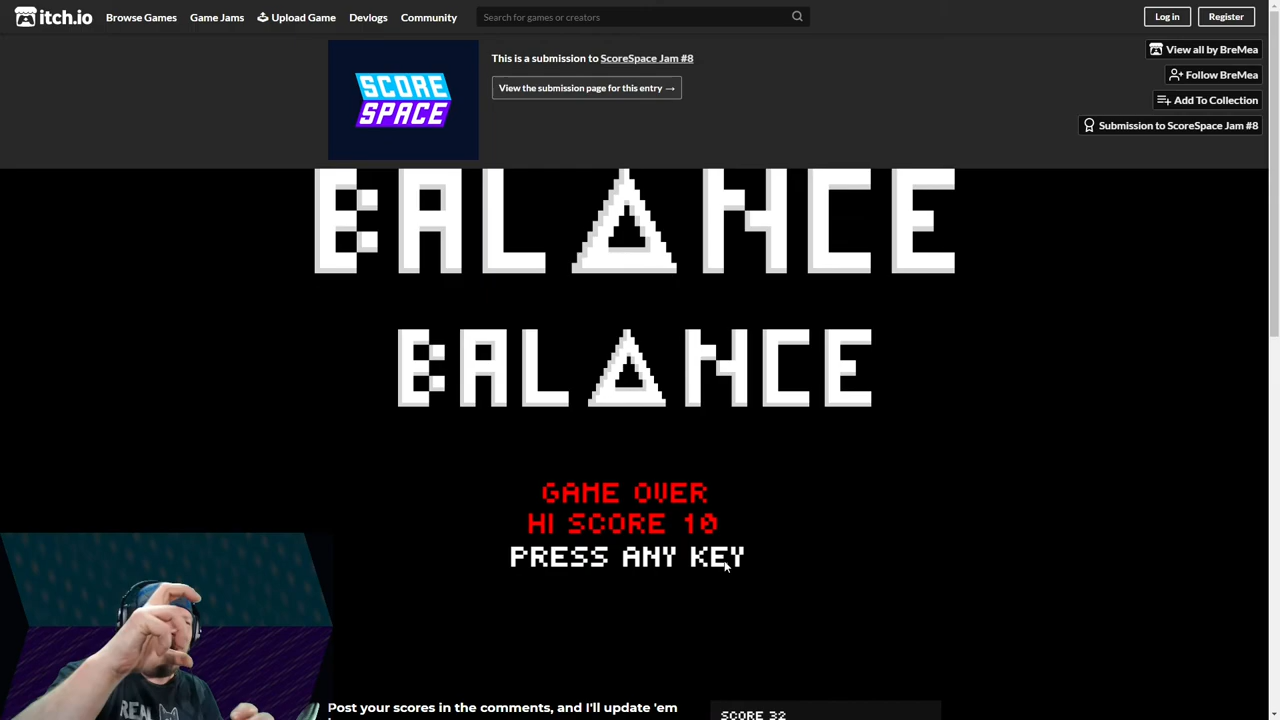 itch.io Browse Games Game Jams Upload Game Devlogs Community Search for games or creators Log in Register
SCORE
SPACE
This is a submission to ScoreSpace Jam #8
View the submission page for this entry →
View all by BreMea
Follow BreMea
Add To Collection
Submission to ScoreSpace Jam #8
BALANCE
BALANCE
GAME OVER
HI SCORE 10
PRESS ANY KEY
Post your scores in the comments, and I'll update 'em
SCORE 32
REAL